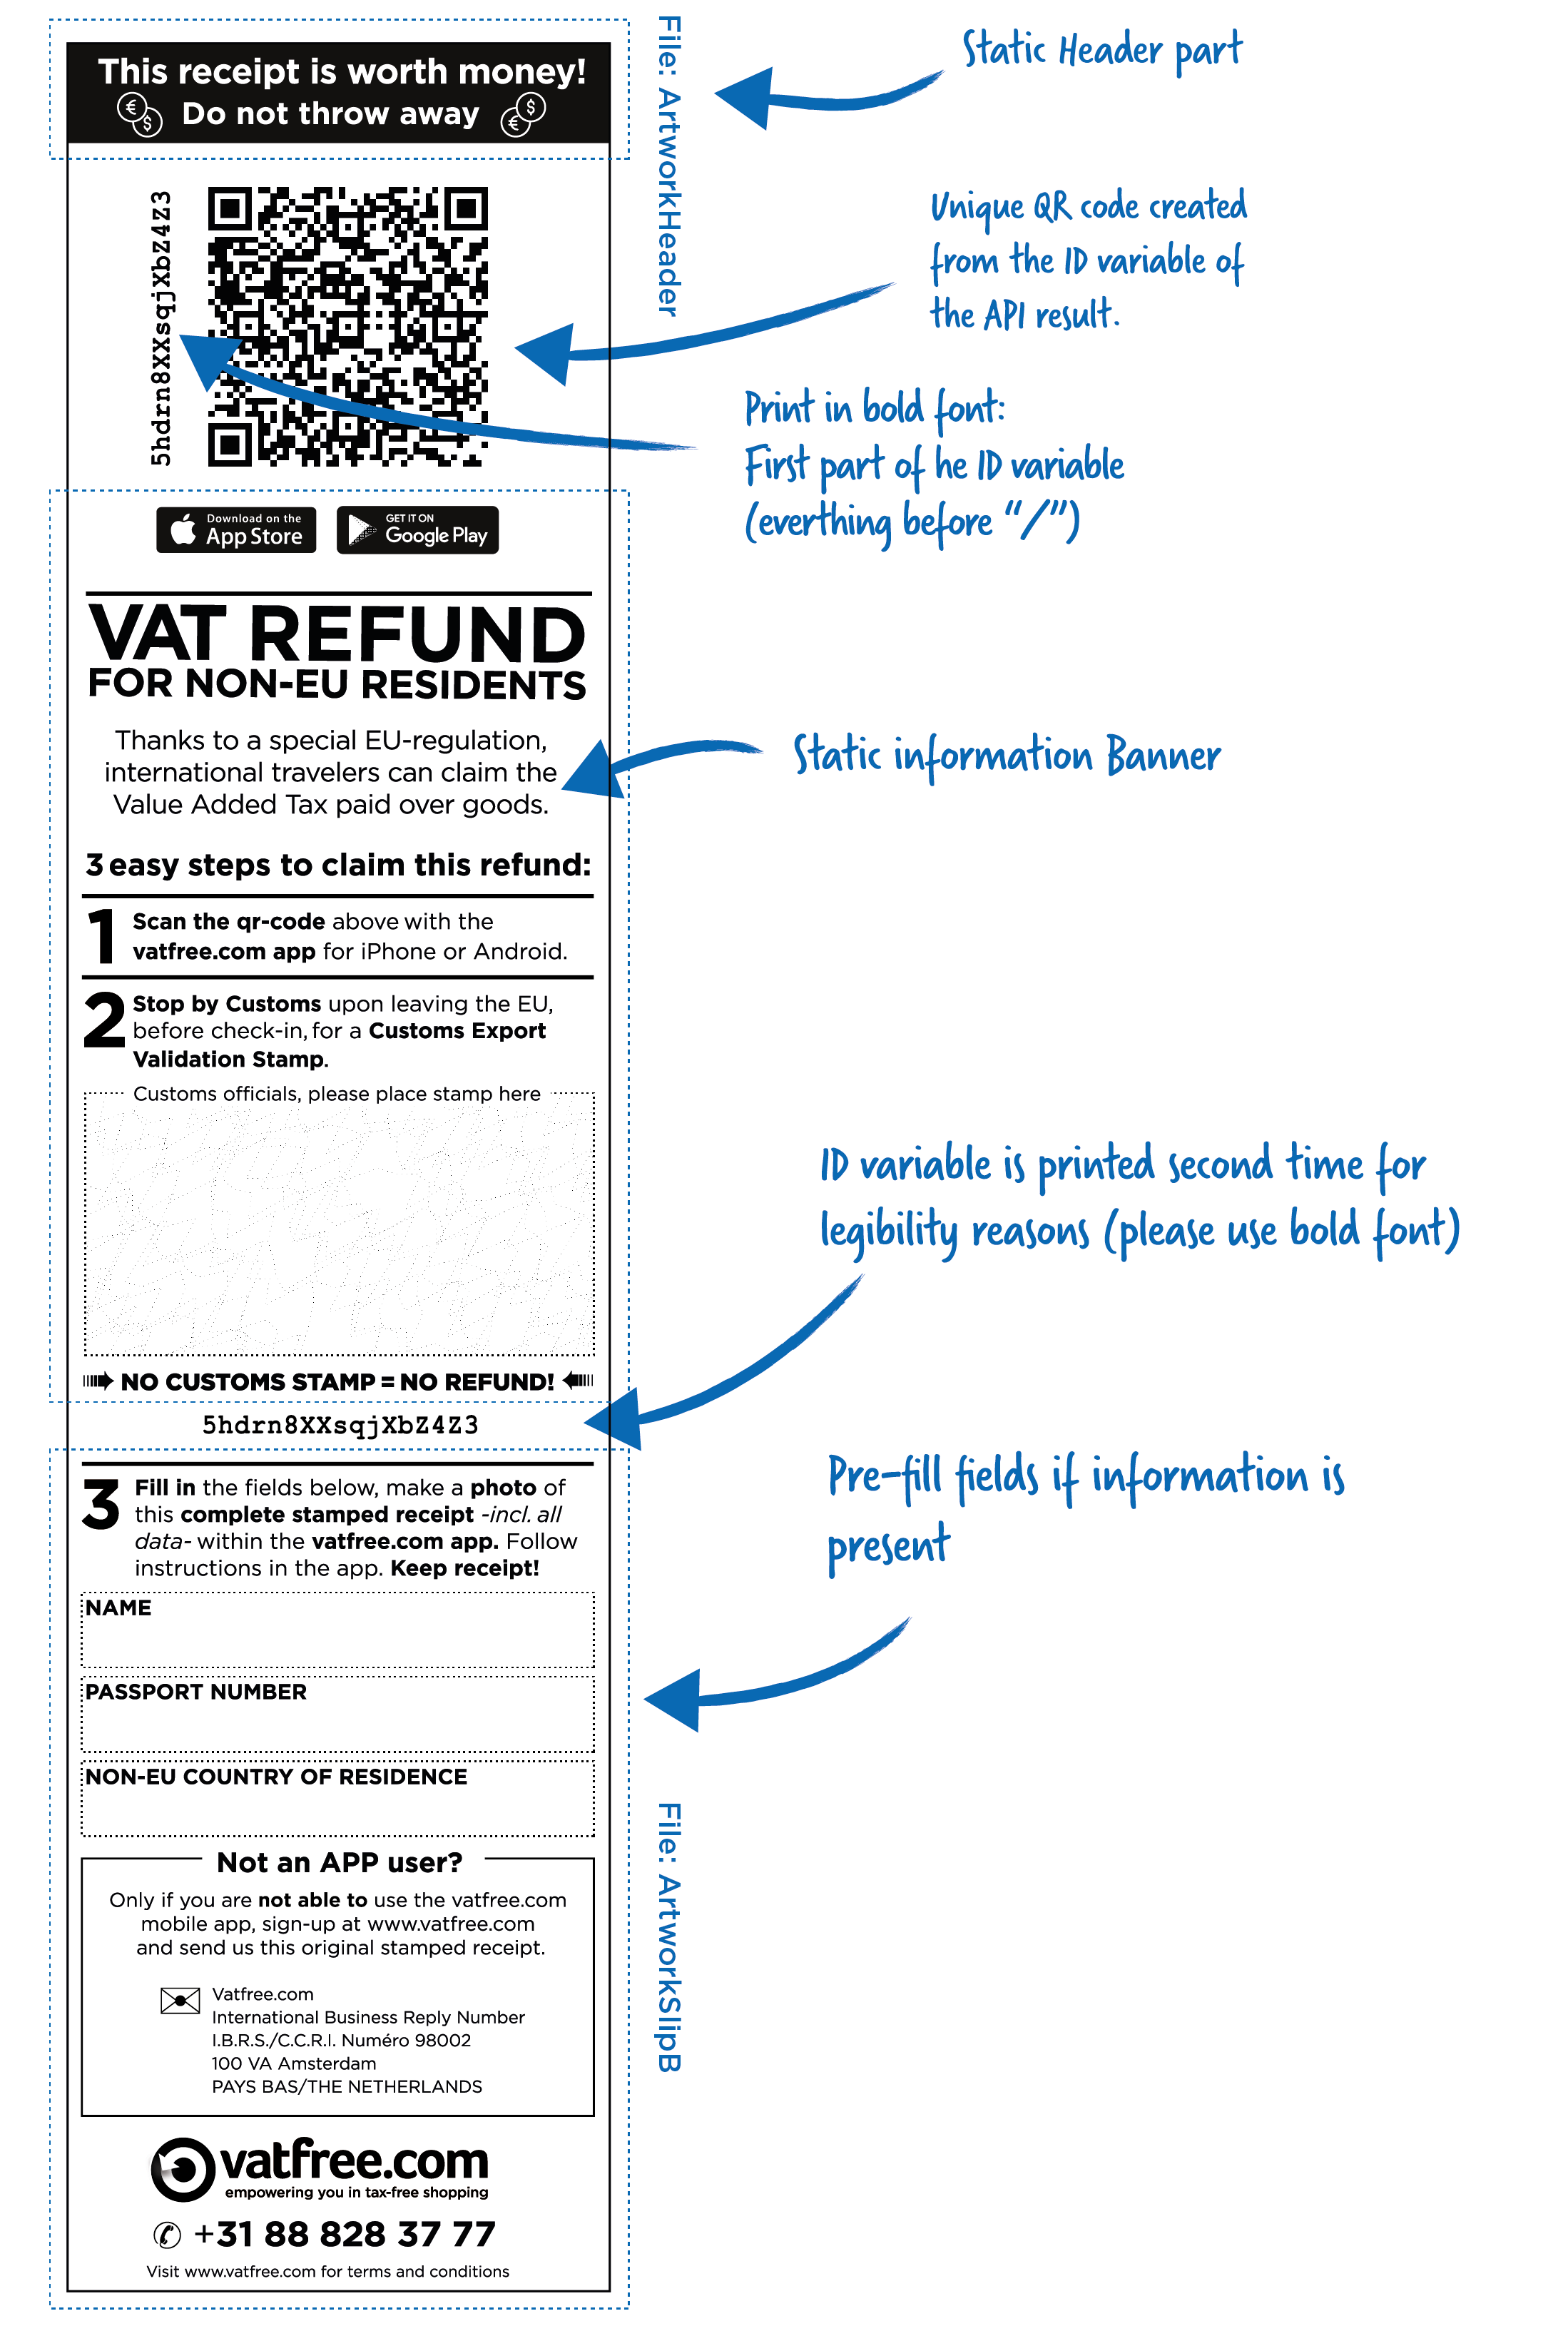 This receipt is worth money!
Do not throw away
File: ArtworkHeader
Static Header part
5hdrn8XXsqjXbZ4Z3
Unique QR code created
from the ID variable of
the API result.
Print in bold font:
First part of he ID variable
(everthing before “/”)
Download on the
App Store
GET IT ON
Google Play
VAT REFUND
FOR NON-EU RESIDENTS
Thanks to a special EU-regulation,
international travelers can claim the
Value Added Tax paid over goods.
Static information Banner
3 easy steps to claim this refund:
1 Scan the qr-code above with the
vatfree.com app for iPhone or Android.
2 Stop by Customs upon leaving the EU,
before check-in, for a Customs Export
Validation Stamp.
Customs officials, please place stamp here
ID variable is printed second time for
legibility reasons (please use bold font)
NO CUSTOMS STAMP = NO REFUND!
5hdrn8XXsqjXbZ4Z3
3 Fill in the fields below, make a photo of
this complete stamped receipt -incl. all
data- within the vatfree.com app. Follow
instructions in the app. Keep receipt!
Pre-fill fields if information is
present
NAME
PASSPORT NUMBER
NON-EU COUNTRY OF RESIDENCE
File: ArtworkSlipB
Not an APP user?
Only if you are not able to use the vatfree.com
mobile app, sign-up at www.vatfree.com
and send us this original stamped receipt.
Vatfree.com
International Business Reply Number
I.B.R.S./C.C.R.I. Numéro 98002
100 VA Amsterdam
PAYS BAS/THE NETHERLANDS
vatfree.com
empowering you in tax-free shopping
+31 88 828 37 77
Visit www.vatfree.com for terms and conditions